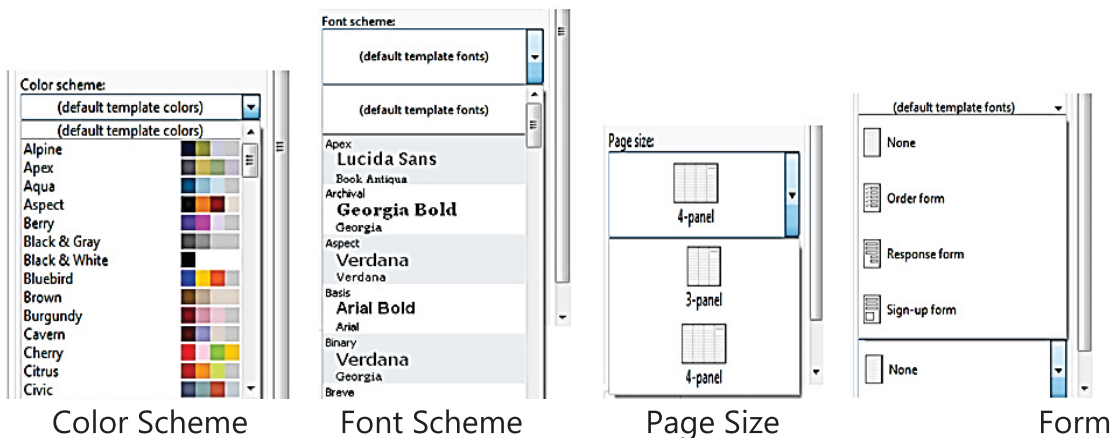 Color scheme:
(default template colors)
(default template colors)
Alpine
Apex
Aqua
Aspect
Berry
Black & Gray
Black & White
Bluebird
Brown
Burgundy
Cavern
Cherry
Citrus
Civic
Color Scheme
Font scheme:
(default template fonts)
(default template fonts)
Apex
Lucida Sans
Book Antiqua
Archival
Georgia Bold
Georgia
Aspect
Verdana
Verdana
Basis
Arial Bold
Arial
Binary
Verdana
Georgia
Breve
Font Scheme
Page size:
4-panel
3-panel
4-panel
Page Size
(default template fonts)
None
Order form
Response form
Sign-up form
None
Form